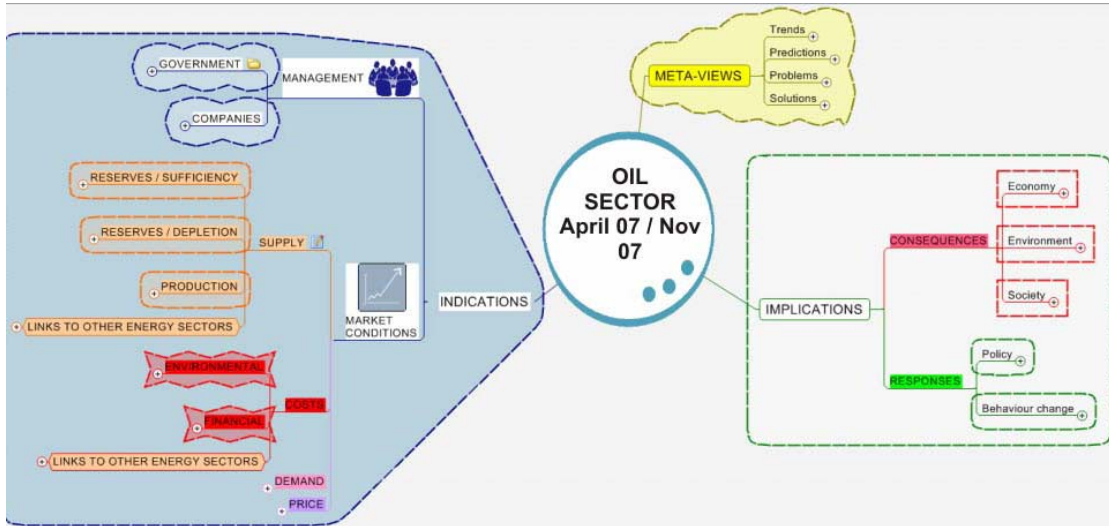 OIL
SECTOR
April 07 / Nov
07
META-VIEWS
Trends
Predictions
Problems
Solutions
IMPLICATIONS
CONSEQUENCES
Economy
Environment
Society
RESPONSES
Policy
Behaviour change
INDICATIONS
MANAGEMENT
GOVERNMENT
COMPANIES
MARKET
CONDITIONS
SUPPLY
RESERVES / SUFFICIENCY
RESERVES / DEPLETION
PRODUCTION
LINKS TO OTHER ENERGY SECTORS
COSTS
ENVIRONMENTAL
FINANCIAL
LINKS TO OTHER ENERGY SECTORS
DEMAND
PRICE